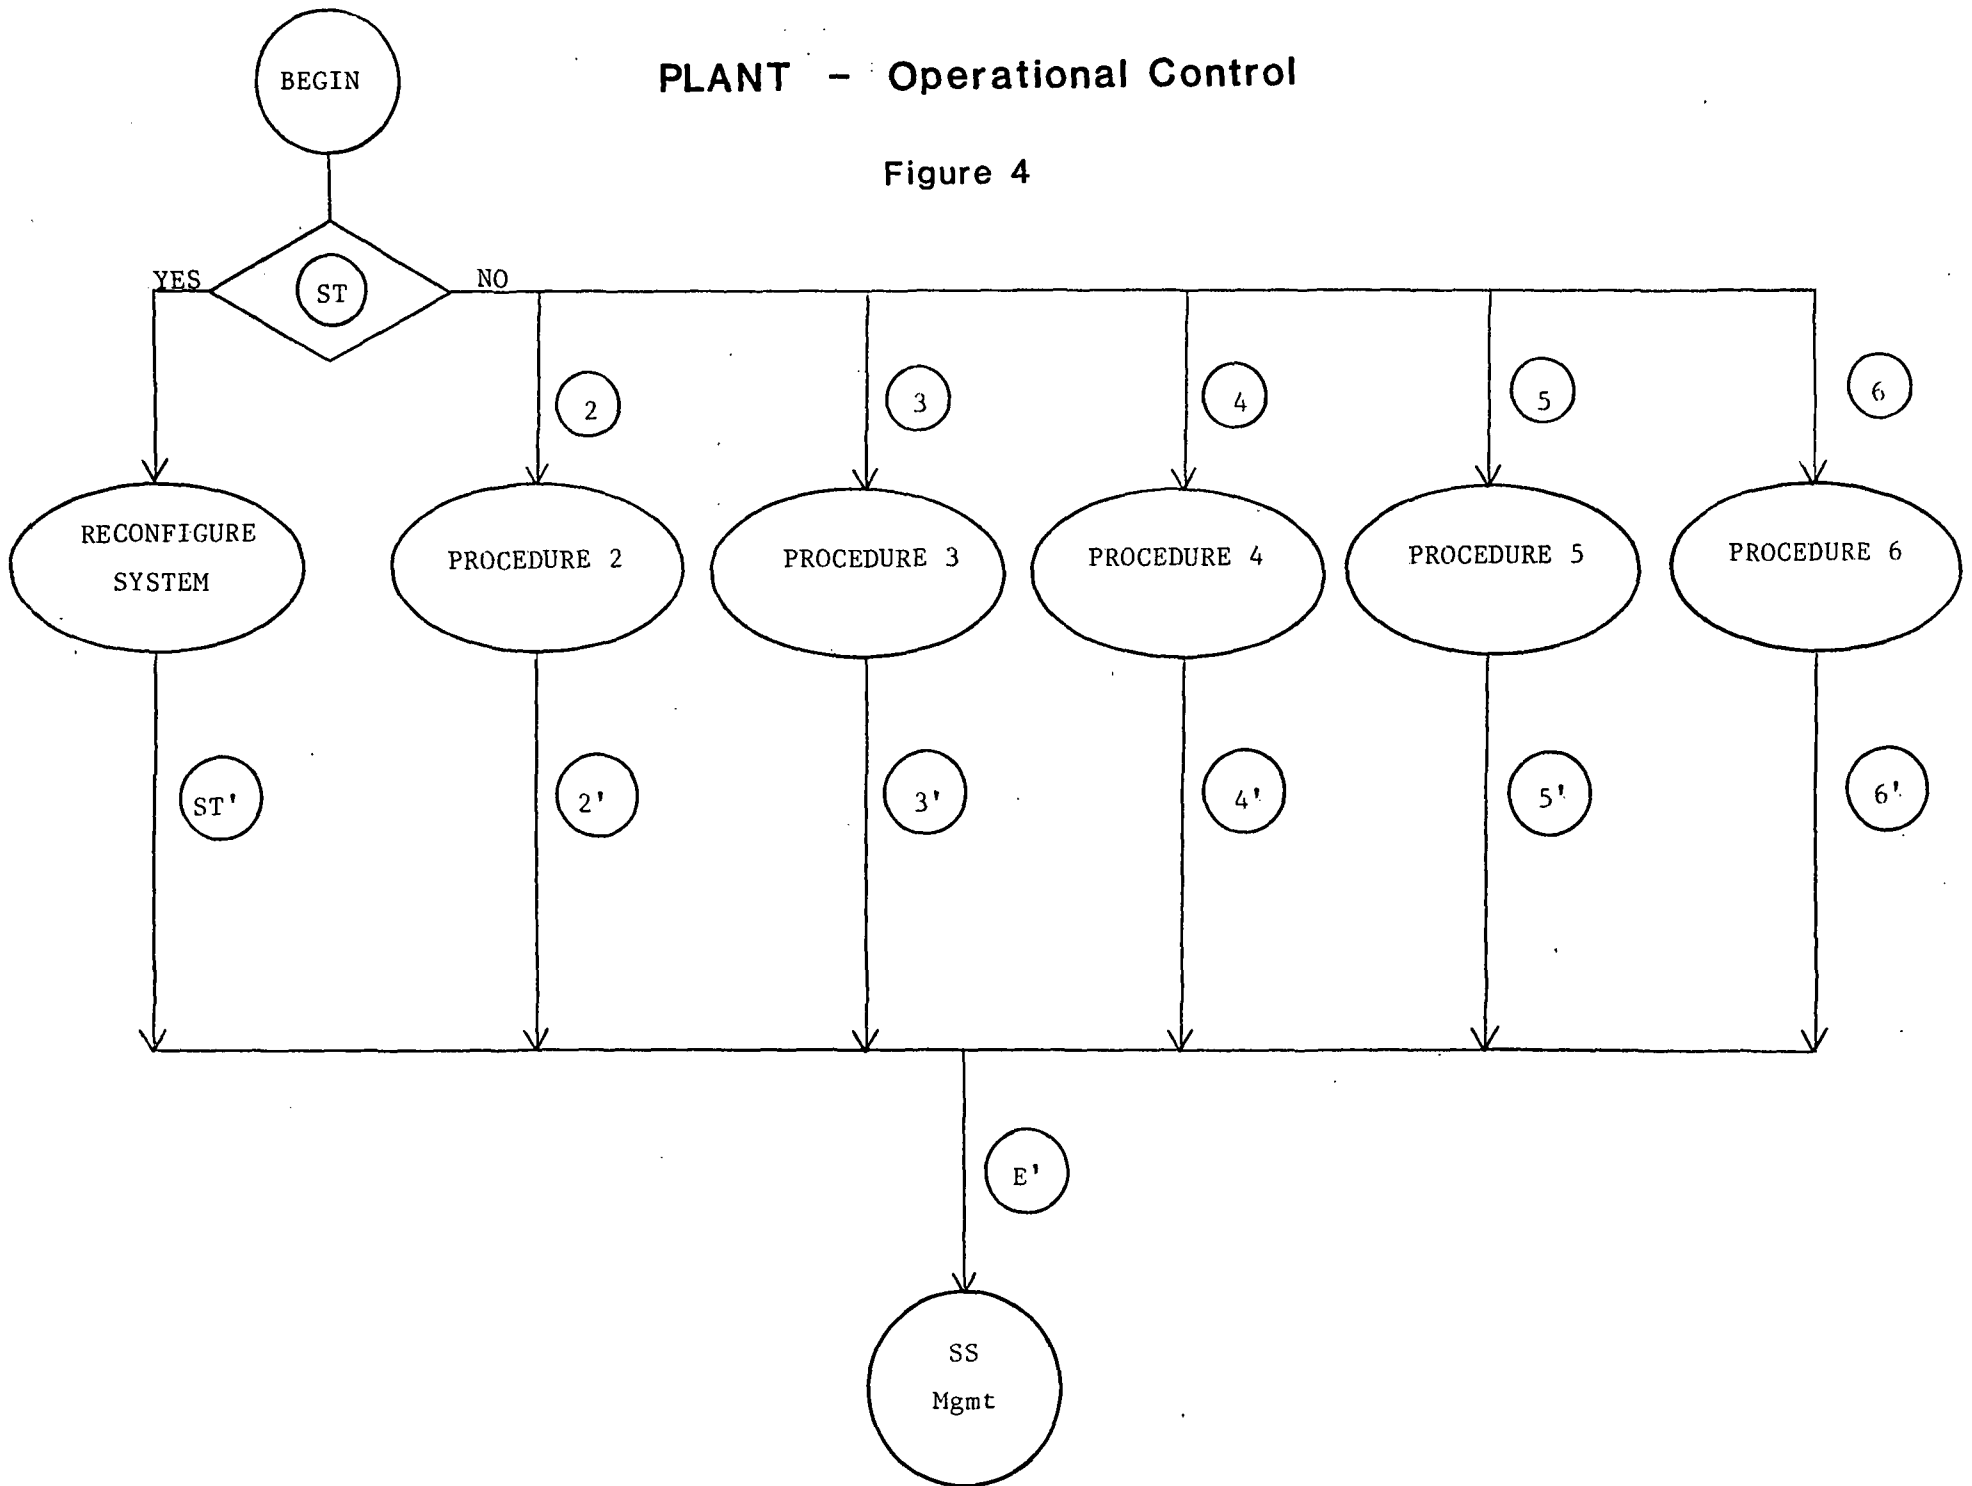 BEGIN
PLANT - Operational Control
Figure 4
YES
ST
NO
2
3
4
5
6
RECONFIGURE
SYSTEM
PROCEDURE 2
PROCEDURE 3
PROCEDURE 4
PROCEDURE 5
PROCEDURE 6
ST'
2'
3'
4'
5'
6'
E'
SS
Mgmt